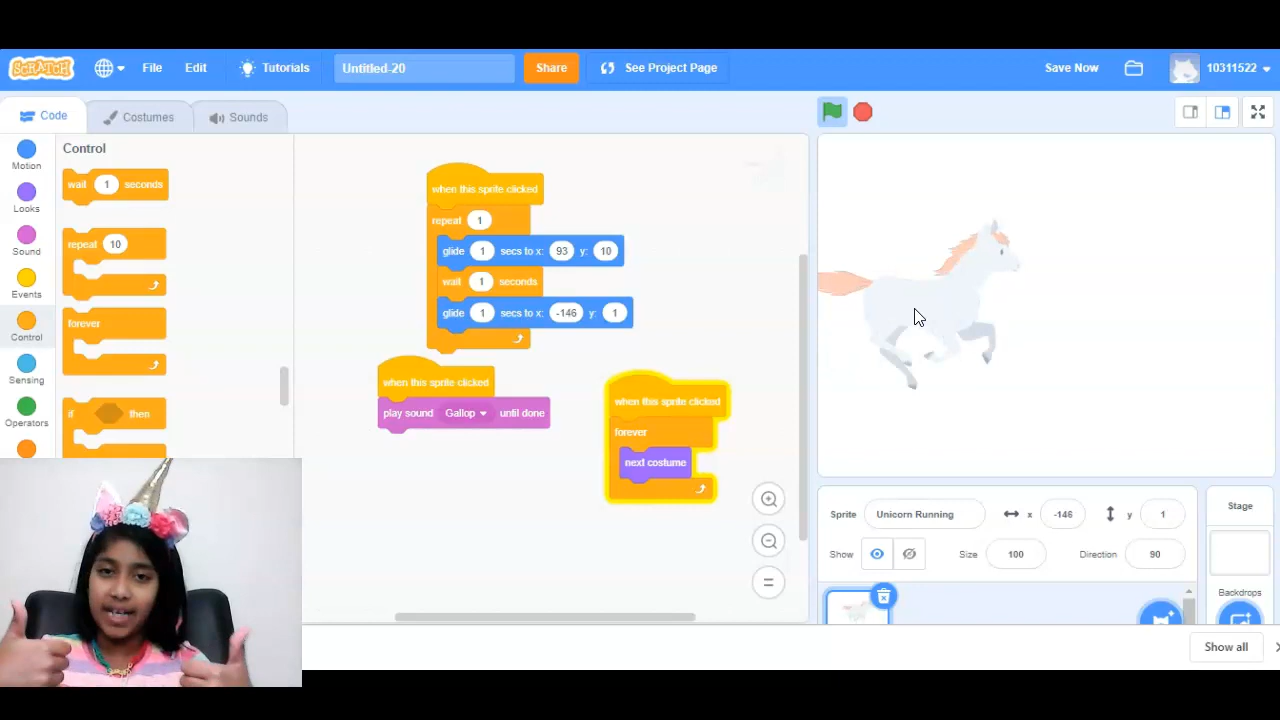 SCRATCH File Edit Tutorials Untitled-20 Share See Project Page Save Now 10311522
Code Costumes Sounds
Motion
Looks
Sound
Events
Control
Sensing
Operators
Control
wait 1 seconds
repeat 10
forever
if then
when this sprite clicked
repeat 1
glide 1 secs to x: 93 y: 10
wait 1 seconds
glide 1 secs to x: -146 y: 1
when this sprite clicked
play sound Gallop until done
when this sprite clicked
forever
next costume
Sprite Unicorn Running x -146 y 1
Show Size 100 Direction 90
Stage
Backdrops
Show all